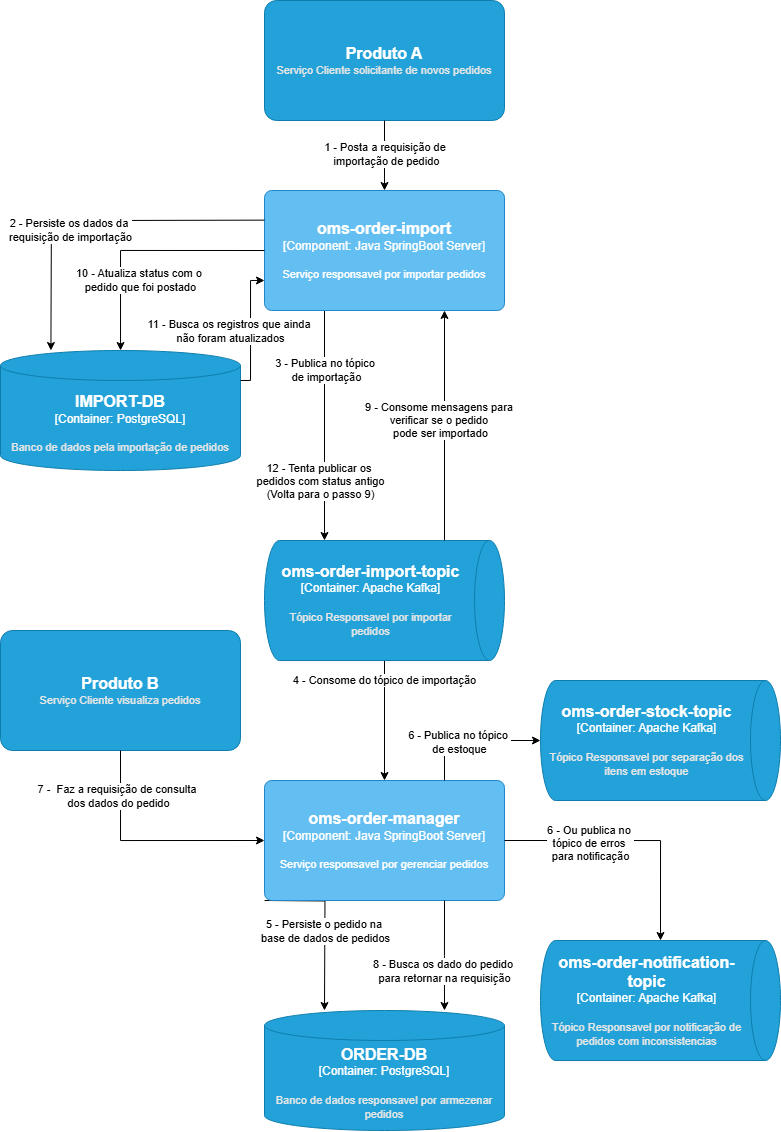 Produto A
Serviço Cliente solicitante de novos pedidos
1 - Posta a requisição de
importação de pedido
oms-order-import
[Component: Java SpringBoot Server]
Serviço responsavel por importar pedidos
2 - Persiste os dados da
requisição de importação
10 - Atualiza status com o
pedido que foi postado
11 - Busca os registros que ainda
não foram atualizados
IMPORT-DB
[Container: PostgreSQL]
Banco de dados pela importação de pedidos
3 - Publica no tópico
de importação
9 - Consome mensagens para
verificar se o pedido
pode ser importado
12 - Tenta publicar os
pedidos com status antigo
(Volta para o passo 9)
oms-order-import-topic
[Container: Apache Kafka]
Tópico Responsavel por importar
pedidos
Produto B
Serviço Cliente visualiza pedidos
4 - Consome do tópico de importação
6 - Publica no tópico
de estoque
oms-order-stock-topic
[Container: Apache Kafka]
Tópico Responsavel por separação dos
itens em estoque
7 -  Faz a requisição de consulta
dos dados do pedido
oms-order-manager
[Component: Java SpringBoot Server]
Serviço responsavel por gerenciar pedidos
6 - Ou publica no
tópico de erros
para notificação
5 - Persiste o pedido na
base de dados de pedidos
8 - Busca os dado do pedido
para retornar na requisição
oms-order-notification-
topic
[Container: Apache Kafka]
Tópico Responsavel por notificação de
pedidos com inconsistencias
ORDER-DB
[Container: PostgreSQL]
Banco de dados responsavel por armezenar
pedidos